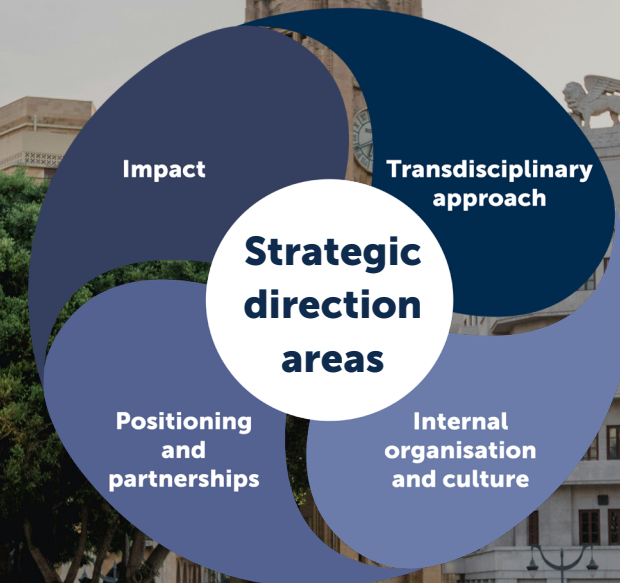 Impact
Transdisciplinary
approach
Strategic
direction
areas
Positioning
and
partnerships
Internal
organisation
and culture